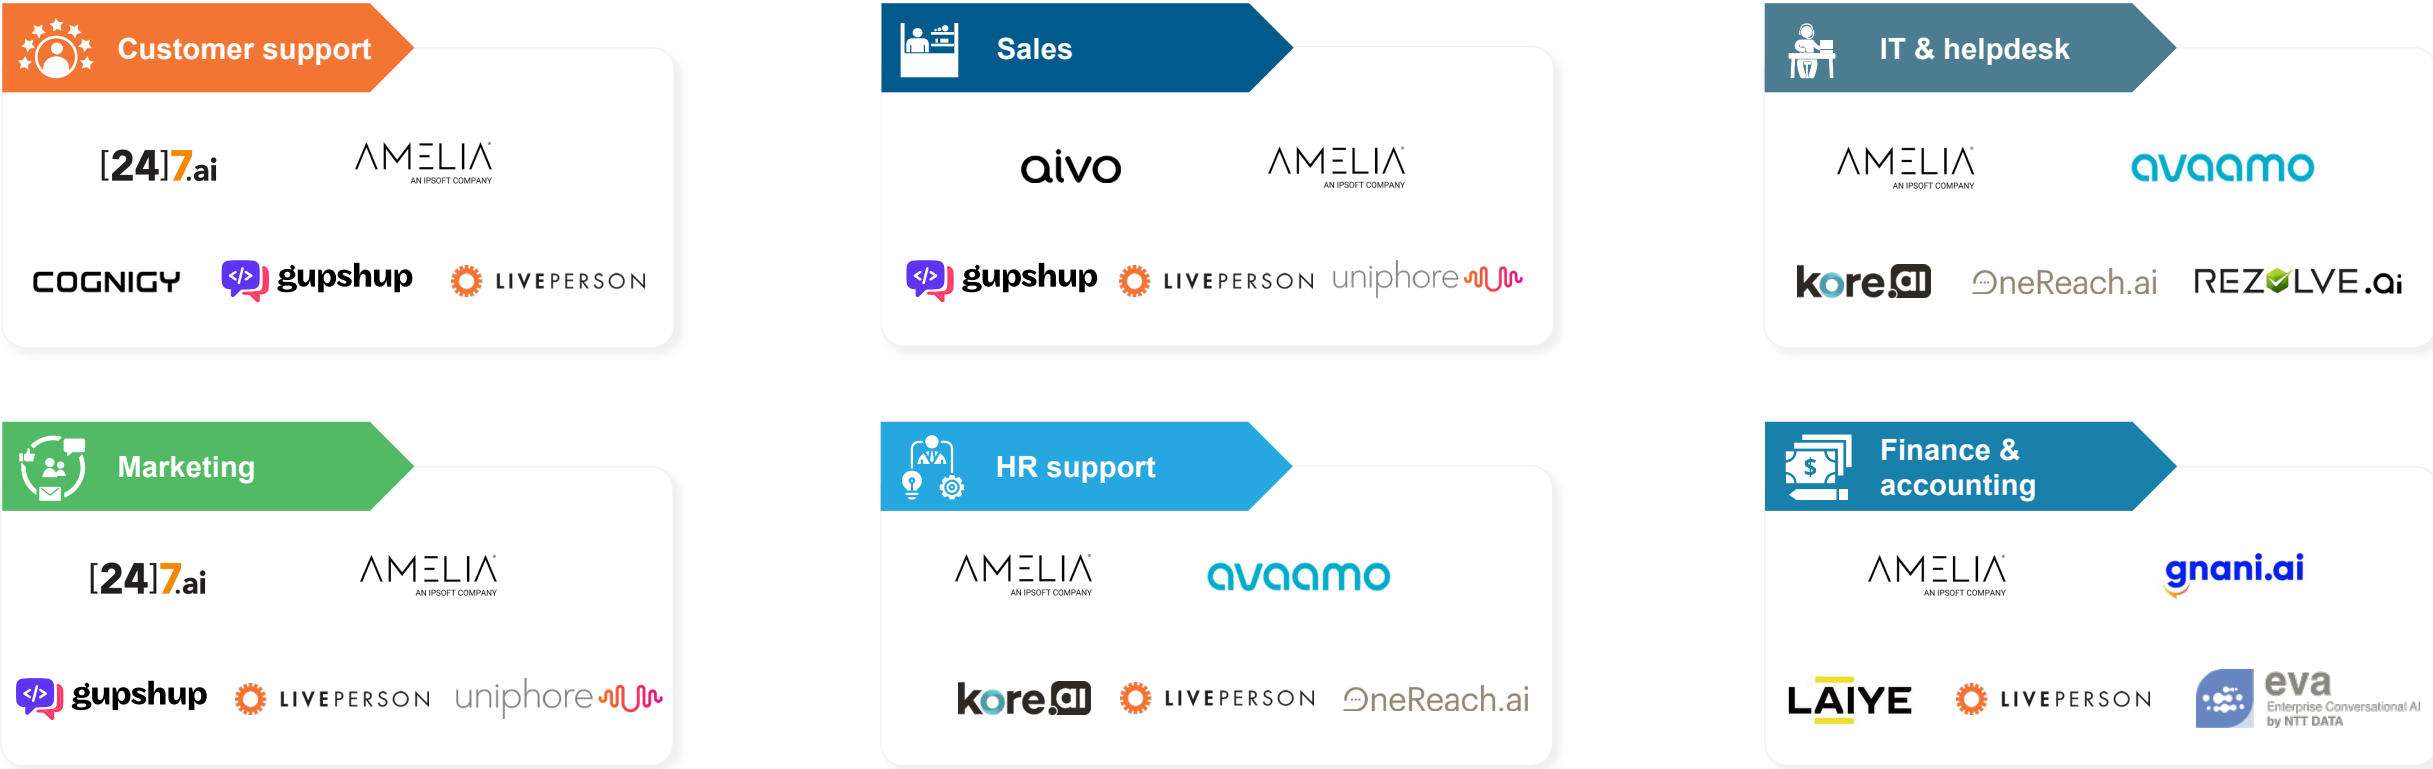 Customer support
[24]7.ai
AMELIA
AN IPSOFT COMPANY
COGNIGY
</> gupshup
LIVEPERSON
Sales
aivo
AMELIA
AN IPSOFT COMPANY
</> gupshup
LIVEPERSON
uniphore
IT & helpdesk
AMELIA
AN IPSOFT COMPANY
avaamo
kore.ai
OneReach.ai
REZOLVE.ai
Marketing
[24]7.ai
AMELIA
AN IPSOFT COMPANY
</> gupshup
LIVEPERSON
uniphore
HR support
AMELIA
AN IPSOFT COMPANY
avaamo
kore.ai
LIVEPERSON
OneReach.ai
$
Finance &
accounting
AMELIA
AN IPSOFT COMPANY
gnani.ai
LAIYE
LIVEPERSON
eva
Enterprise Conversational AI
by NTT DATA